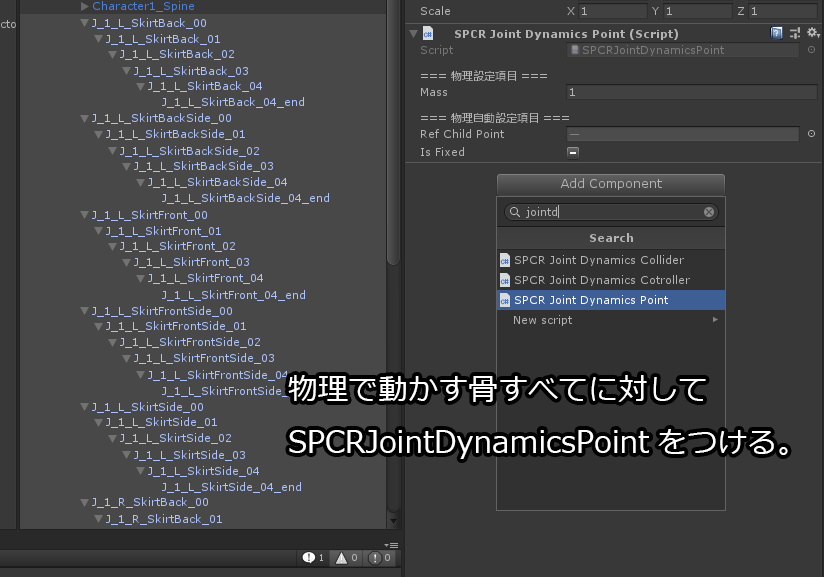 cto
Character1_Spine
J_1_L_SkirtBack_00
J_1_L_SkirtBack_01
J_1_L_SkirtBack_02
J_1_L_SkirtBack_03
J_1_L_SkirtBack_04
J_1_L_SkirtBack_04_end
J_1_L_SkirtBackSide_00
J_1_L_SkirtBackSide_01
J_1_L_SkirtBackSide_02
J_1_L_SkirtBackSide_03
J_1_L_SkirtBackSide_04
J_1_L_SkirtBackSide_04_end
J_1_L_SkirtFront_00
J_1_L_SkirtFront_01
J_1_L_SkirtFront_02
J_1_L_SkirtFront_03
J_1_L_SkirtFront_04
J_1_L_SkirtFront_04_end
J_1_L_SkirtFrontSide_00
J_1_L_SkirtFrontSide_01
J_1_L_SkirtFrontSide_02
J_1_L_SkirtFrontSide_03
J_1_L_SkirtFrontSide_04
J_1_L_SkirtFrontSide_
J_1_L_SkirtSide_00
J_1_L_SkirtSide_01
J_1_L_SkirtSide_02
J_1_L_SkirtSide_03
J_1_L_SkirtSide_04
J_1_L_SkirtSide_04_end
J_1_R_SkirtBack_00
J_1_R_SkirtBack_01
1 0 0
Scale X 1 Y 1 Z 1
SPCR Joint Dynamics Point (Script)
Script SPCRJointDynamicsPoint
=== 物理設定項目 ===
Mass 1
=== 物理自動設定項目 ===
Ref Child Point —
Is Fixed
Add Component
jointd
Search
SPCR Joint Dynamics Collider
SPCR Joint Dynamics Cotroller
SPCR Joint Dynamics Point
New script
物理で動かす骨すべてに対して
SPCRJointDynamicsPoint をつける。